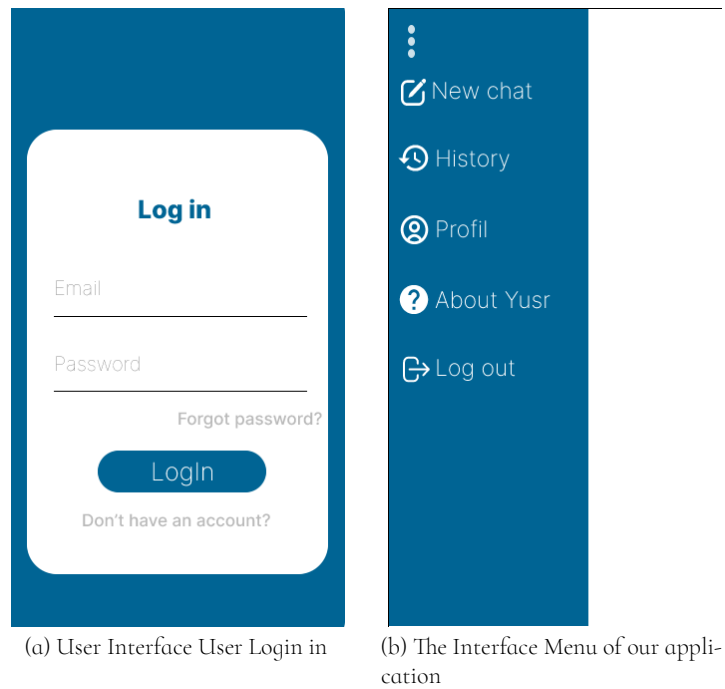 Log in
Email
Password
Forgot password?
LogIn
Don't have an account?
(a) User Interface User Login in
New chat
History
Profil
About Yusr
Log out
(b) The Interface Menu of our appli-
cation